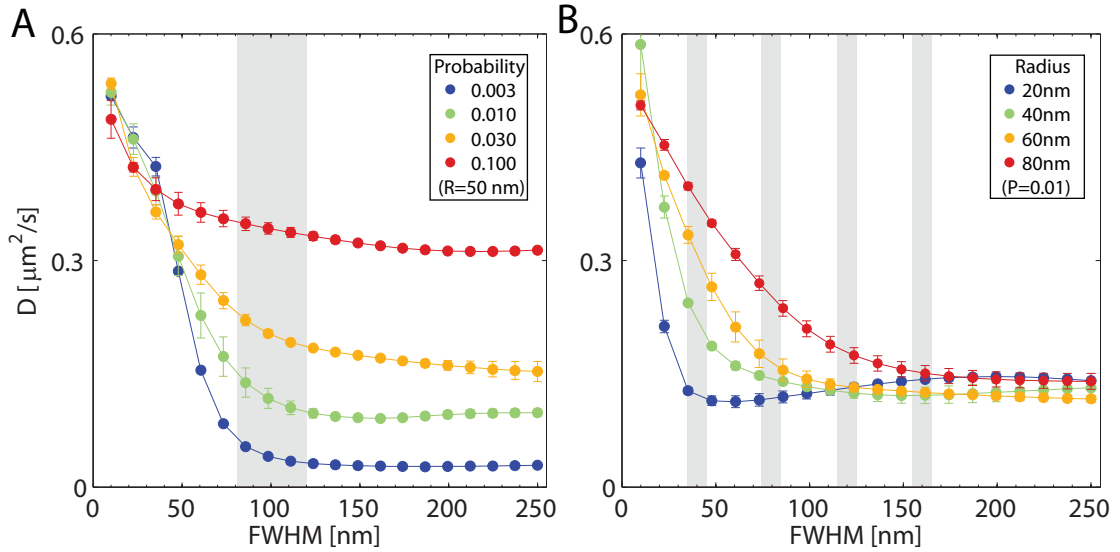 A
0.6
0.3
0
D [μm²/s]
0 50 100 150 200 250
FWHM [nm]
Probability
0.003
0.010
0.030
0.100
(R=50 nm)
B
0.6
0.3
0
0 50 100 150 200 250
FWHM [nm]
Radius
20nm
40nm
60nm
80nm
(P=0.01)